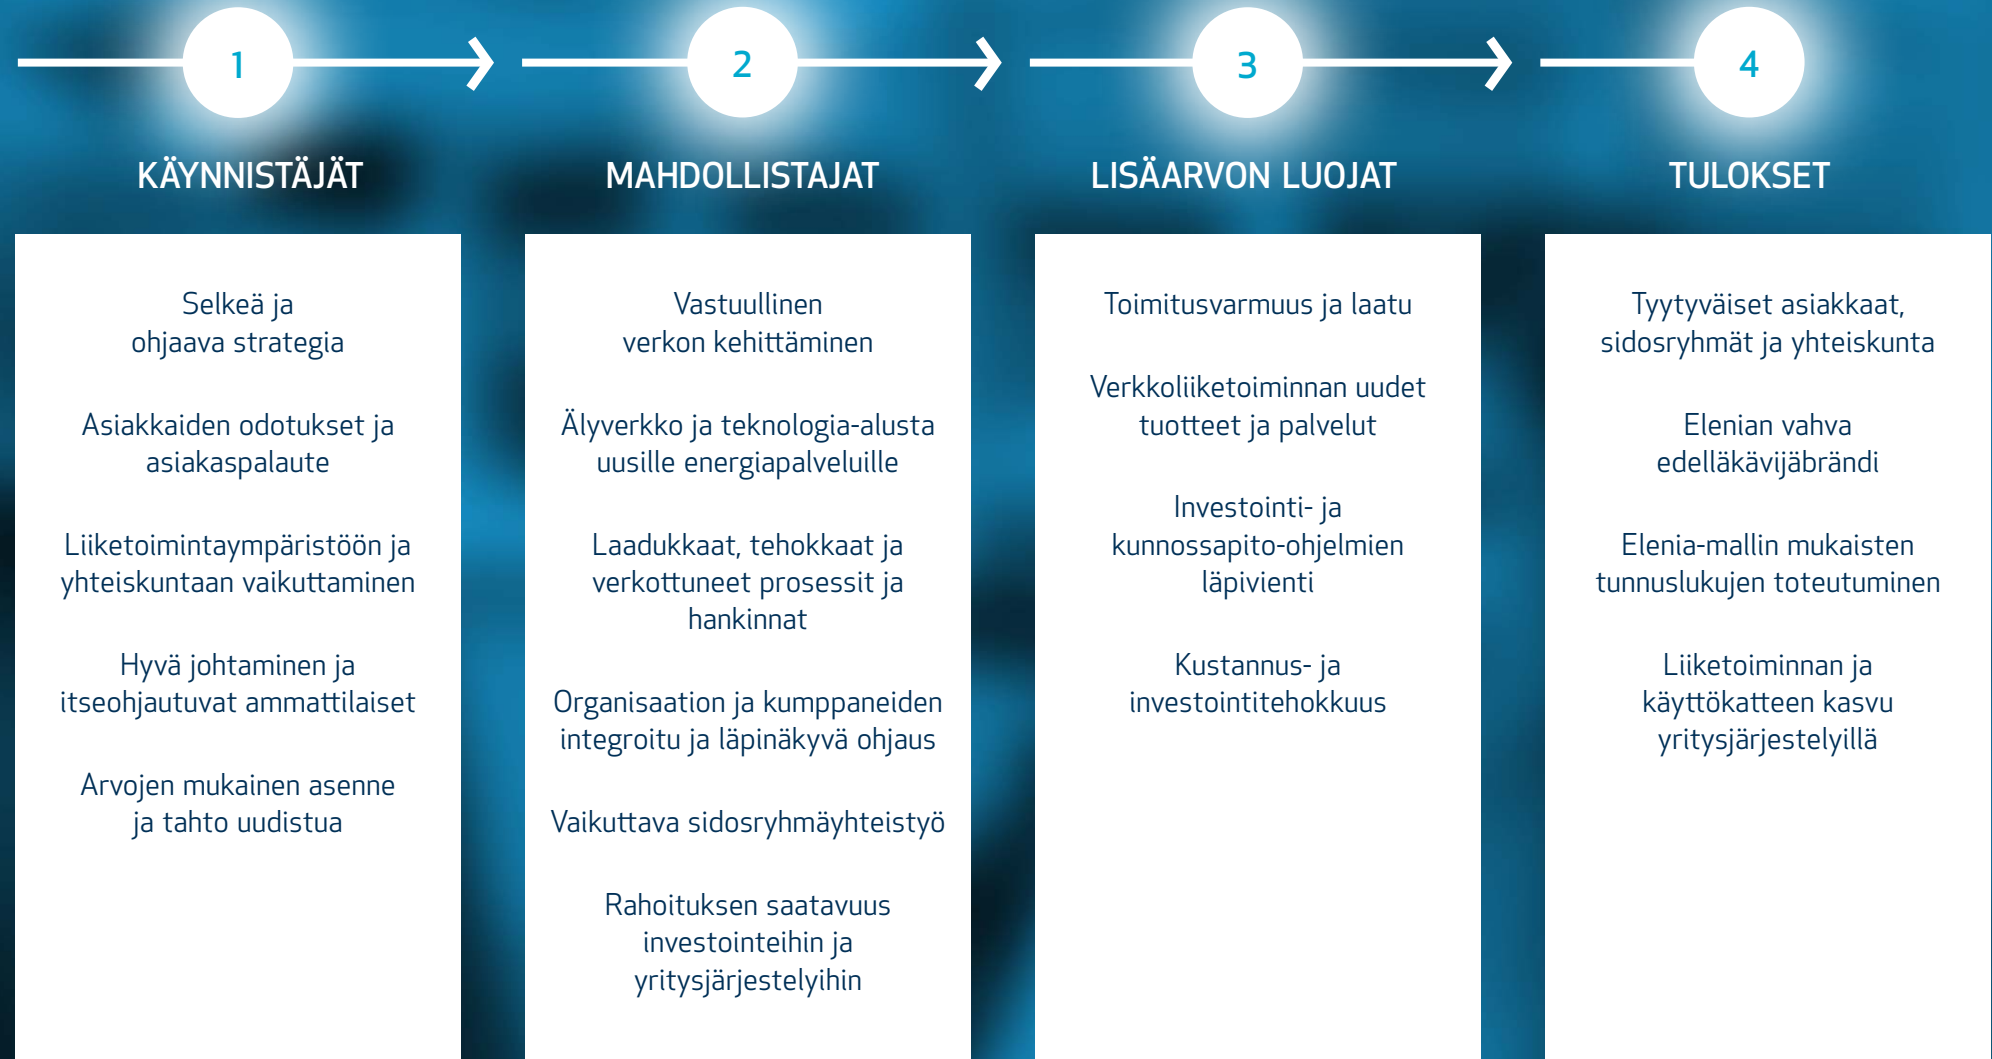 1
KÄYNNISTÄJÄT
Selkeä ja
ohjaava strategia
Asiakkaiden odotukset ja
asiakaspalaute
Liiketoimintaympäristöön ja
yhteiskuntaan vaikuttaminen
Hyvä johtaminen ja
itseohjautuvat ammattilaiset
Arvojen mukainen asenne
ja tahto uudistua
2
MAHDOLLISTAJAT
Vastuullinen
verkon kehittäminen
Älyverkko ja teknologia-alusta
uusille energiapalveluille
Laadukkaat, tehokkaat ja
verkottuneet prosessit ja
hankinnat
Organisaation ja kumppaneiden
integroitu ja läpinäkyvä ohjaus
Vaikuttava sidosryhmäyhteistyö
Rahoituksen saatavuus
investointeihin ja
yritysjärjestelyihin
3
LISÄARVON LUOJAT
Toimitusvarmuus ja laatu
Verkkoliiketoiminnan uudet
tuotteet ja palvelut
Investointi- ja
kunnossapito-ohjelmien
läpivienti
Kustannus- ja
investointitehokkuus
4
TULOKSET
Tyytyväiset asiakkaat,
sidosryhmät ja yhteiskunta
Elenian vahva
edelläkävijäbrändi
Elenia-mallin mukaisten
tunnuslukujen toteutuminen
Liiketoiminnan ja
käyttökatteen kasvu
yritysjärjestelyillä